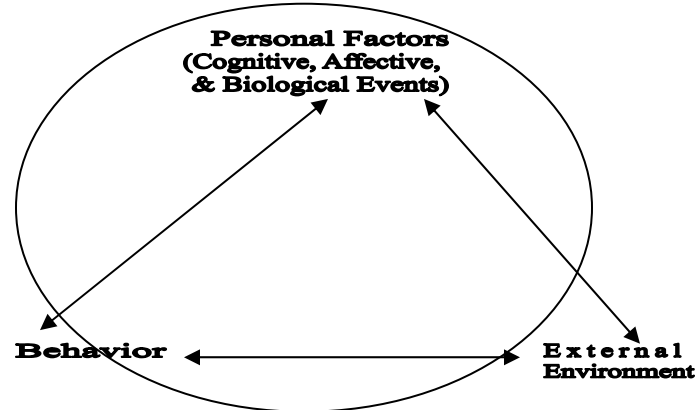 Personal Factors
(Cognitive, Affective,
& Biological Events)
Behavior
External
Environment